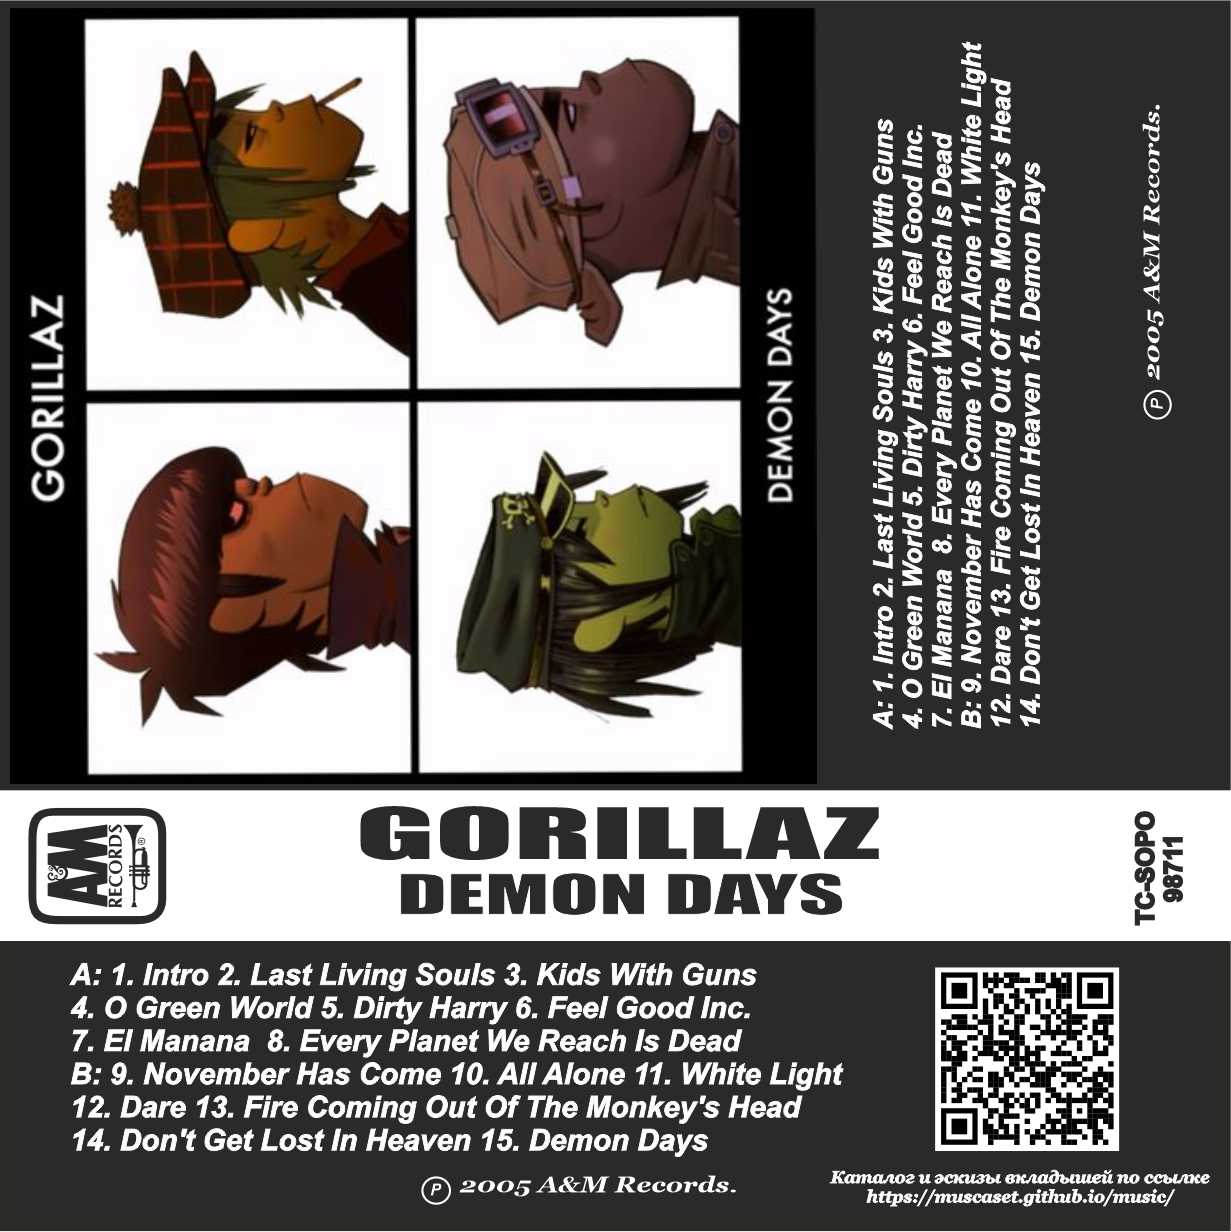 GORILLAZ
DEMON DAYS
A: 1. Intro 2. Last Living Souls 3. Kids With Guns
4. O Green World 5. Dirty Harry 6. Feel Good Inc.
7. El Manana 8. Every Planet We Reach Is Dead
B: 9. November Has Come 10. All Alone 11. White Light
12. Dare 13. Fire Coming Out Of The Monkey's Head
14. Don't Get Lost In Heaven 15. Demon Days
Ⓟ 2005 A&M Records.
A&M
RECORDS
®
GORILLAZ
DEMON DAYS
TC-SOPO
98711
A: 1. Intro 2. Last Living Souls 3. Kids With Guns
4. O Green World 5. Dirty Harry 6. Feel Good Inc.
7. El Manana 8. Every Planet We Reach Is Dead
B: 9. November Has Come 10. All Alone 11. White Light
12. Dare 13. Fire Coming Out Of The Monkey's Head
14. Don't Get Lost In Heaven 15. Demon Days
Ⓟ 2005 A&M Records.
Каталог и эскизы вкладышей по ссылке
https://muscaset.github.io/music/